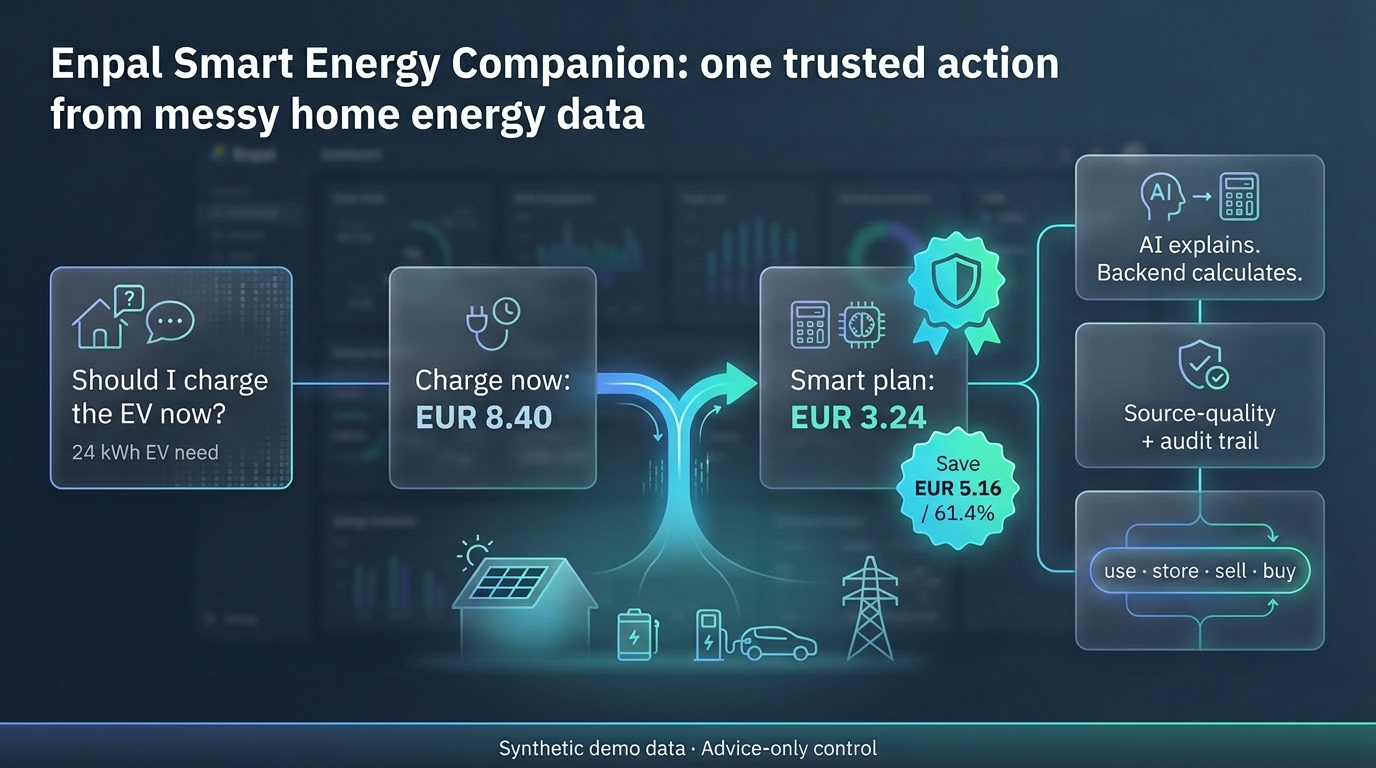 Enpal Smart Energy Companion: one trusted action
from messy home energy data
?
Should I charge
the EV now?
24 kWh EV need
Charge now:
EUR 8.40
Smart plan:
EUR 3.24
Save
EUR 5.16
/ 61.4%
AI
AI explains.
Backend calculates.
Source-quality
+ audit trail
use · store · sell · buy
Synthetic demo data · Advice-only control